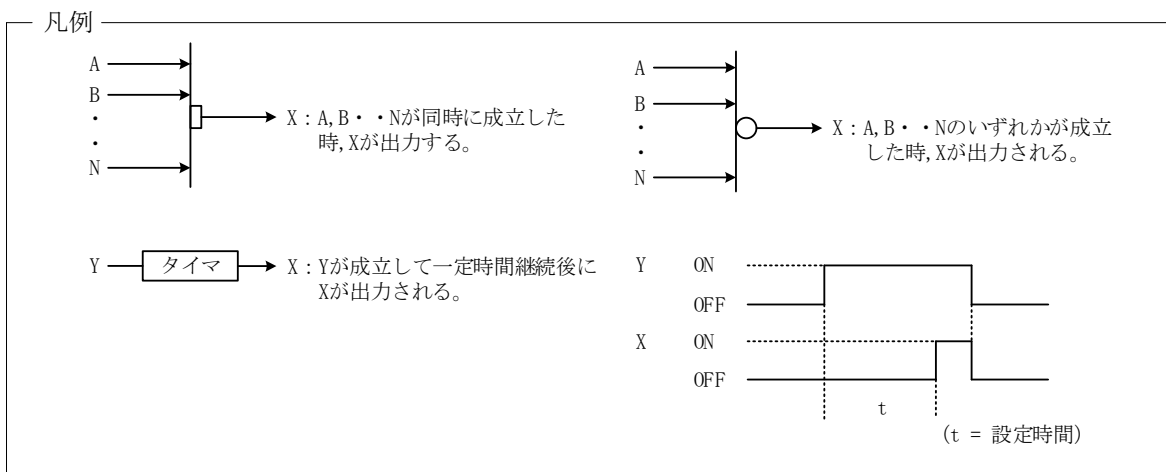 凡例
A
B
・
・
N
X：A,B・・Nが同時に成立した
時,Xが出力する。
A
B
・
・
N
X：A,B・・Nのいずれかが成立
した時,Xが出力される。
Y
タイマ
X：Yが成立して一定時間継続後に
Xが出力される。
Y ON
OFF
X ON
OFF
t
(t = 設定時間)